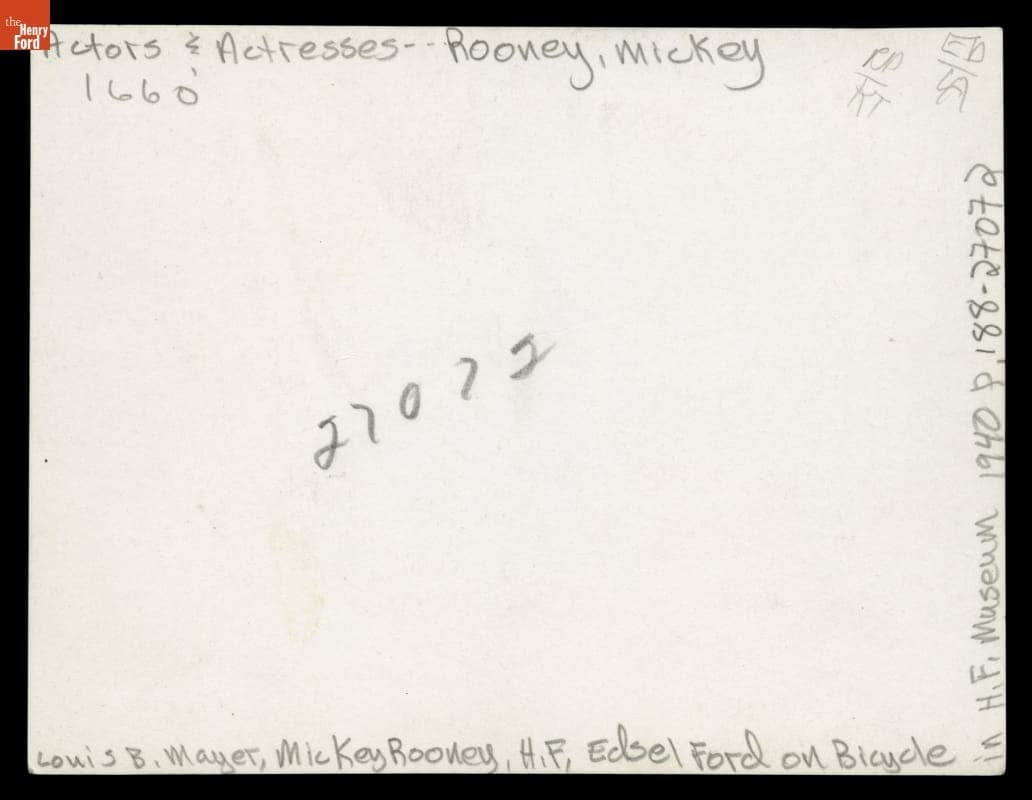 the
Henry
Ford
Actors & Actresses--Rooney, Mickey
1660
27072
Louis B. Mayer, Mickey Rooney, H.F, Edsel Ford on Bicycle
in H.F. Museum 1940 P.188-27072